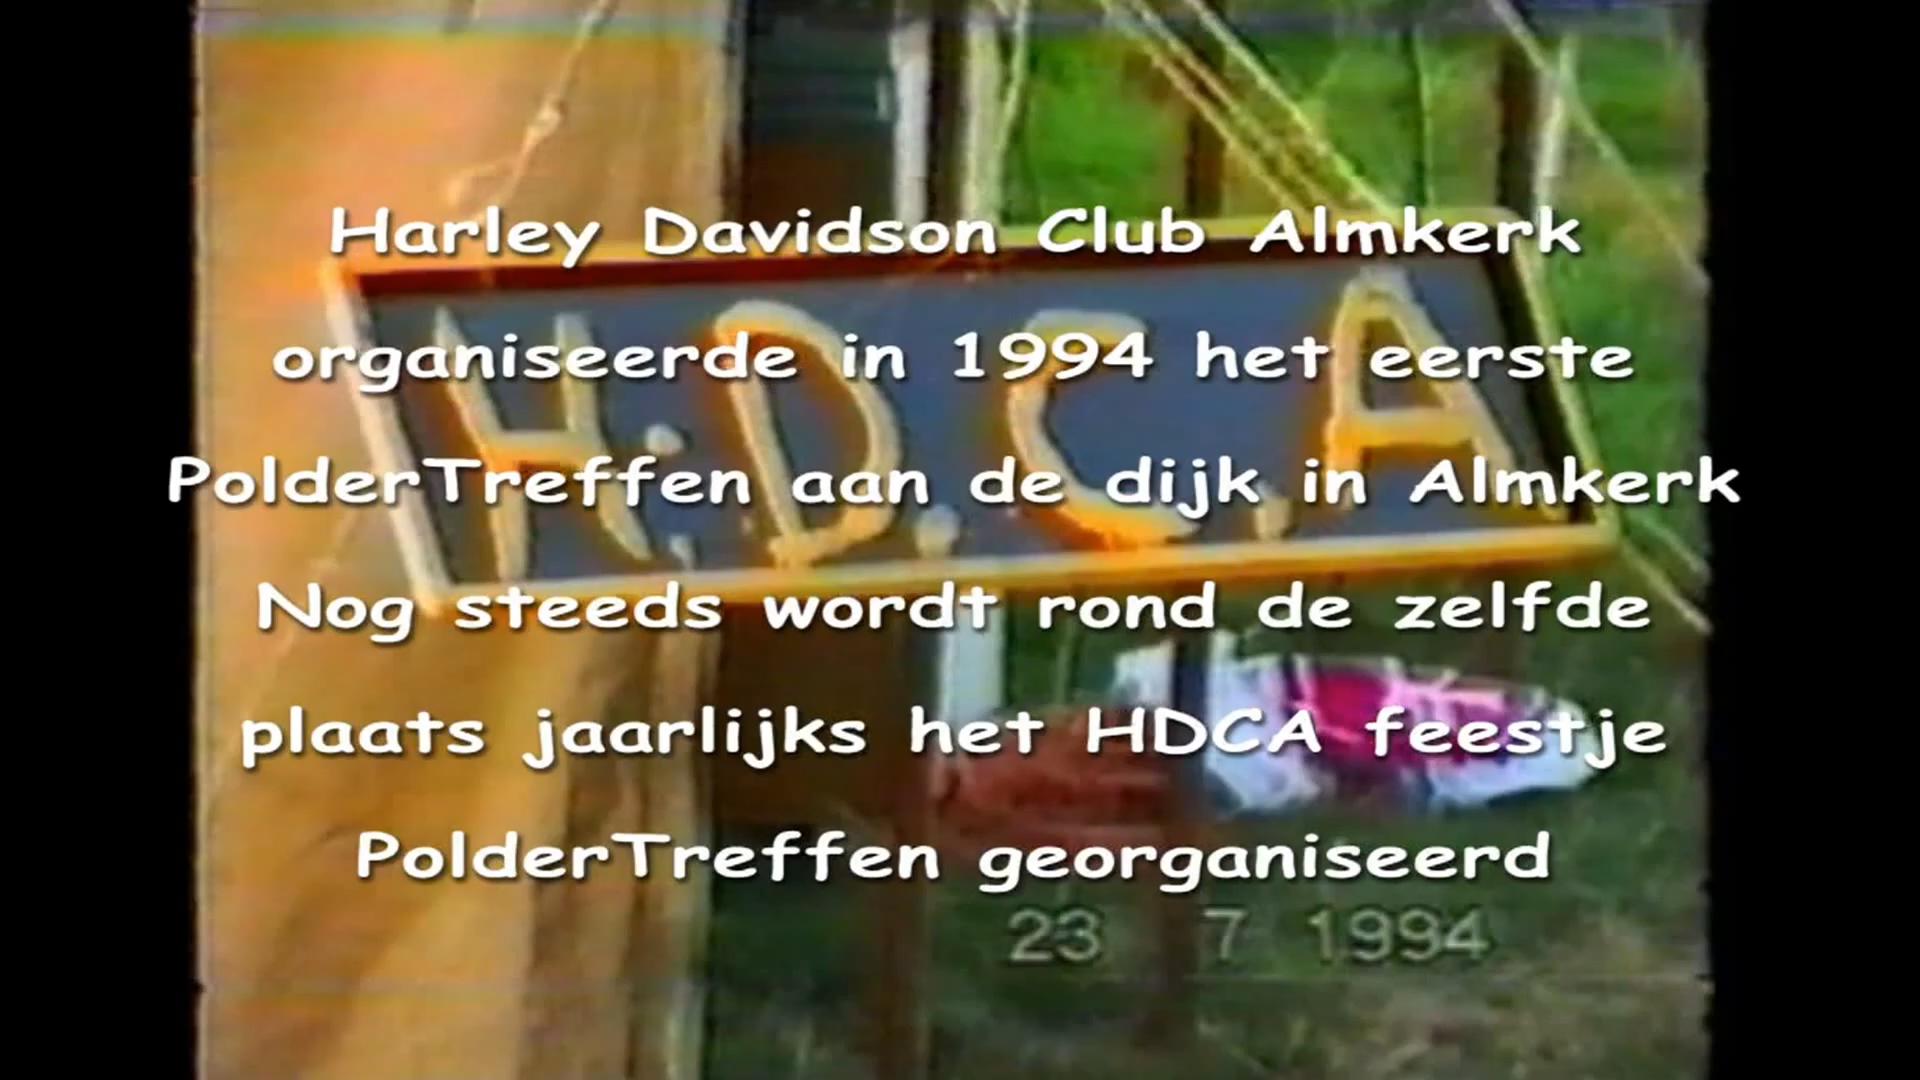 Harley Davidson Club Almkerk
organiseerde in 1994 het eerste
PolderTreffen aan de dijk in Almkerk
Nog steeds wordt rond de zelfde
plaats jaarlijks het HDCA feestje
PolderTreffen georganiseerd
H.D.C.A
23 7 1994